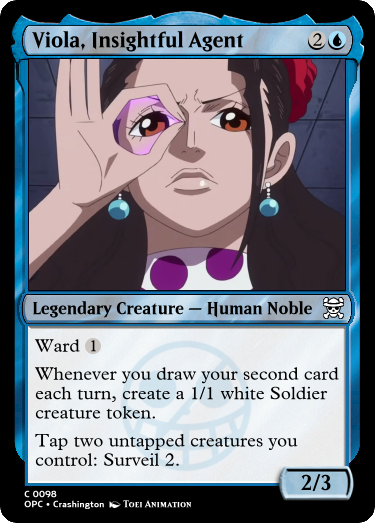 Viola, Insightful Agent 2
Legendary Creature — Human Noble
Ward 1
Whenever you draw your second card
each turn, create a 1/1 white Soldier
creature token.
Tap two untapped creatures you
control: Surveil 2.
2/3
C 0098
OPC • Crashington TOEI ANIMATION